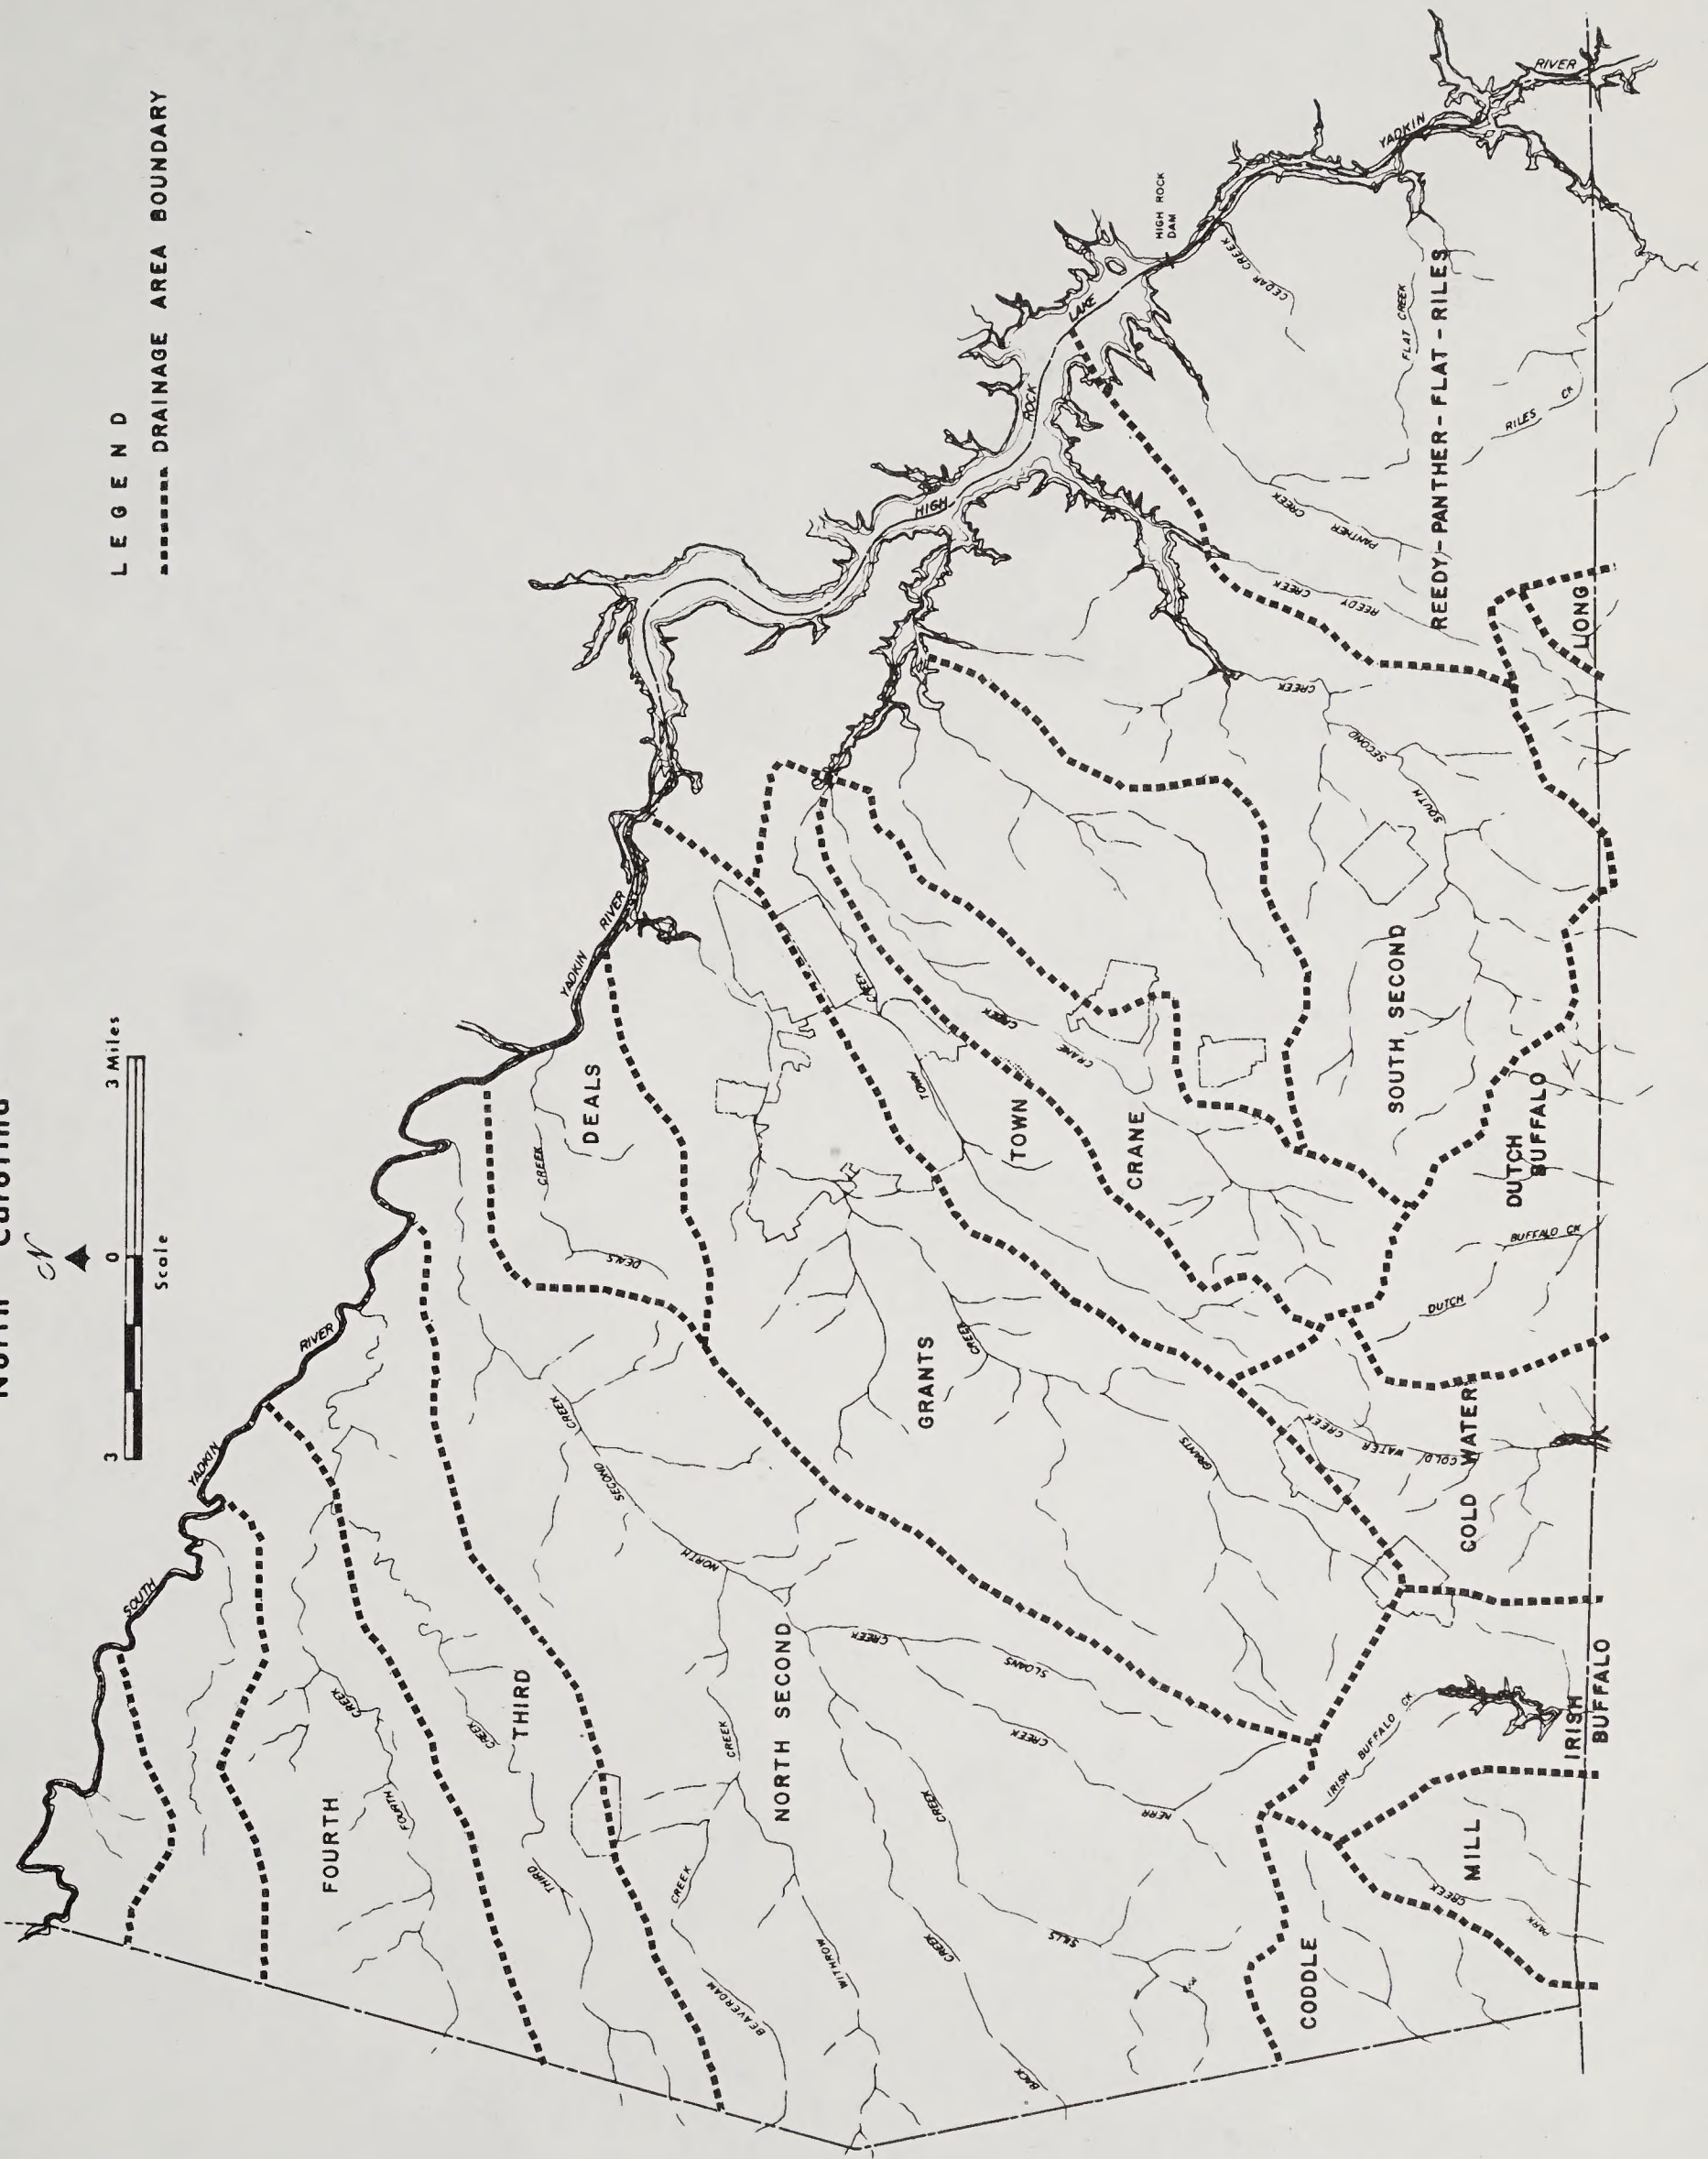 North Carolina
N
3 0 3 Miles
Scale
LEGEND
DRAINAGE AREA BOUNDARY
SOUTH
YADKIN
RIVER
YADKIN
RIVER
HIGH
ROCK
LAKE
HIGH ROCK
DAM
YADKIN
RIVER
FOURTH
FOURTH
CREEK
THIRD
THIRD
CREEK
DEALS
DEALS
CREEK
NORTH SECOND
NORTH
SECOND
CREEK
BEAVERDAM
CREEK
WITHROW
CREEK
BACK
CREEK
SILLS
CREEK
KERR
CREEK
SLOANS
CREEK
GRANTS
GRANTS
CREEK
TOWN
TOWN
CREEK
CRANE
CRANE
CREEK
SOUTH SECOND
SOUTH
SECOND
CREEK
REEDY-PANTHER-FLAT-RILES
REEDY
CREEK
PANTHER
CREEK
CEDAR CREEK
FLAT CREEK
RILES CK
LONG
DUTCH
BUFFALO
DUTCH
BUFFALO CK
COLD WATER
COLD WATER CREEK
IRISH
BUFFALO
IRISH
BUFFALO CK
MILL
PARK
CREEK
CODDLE